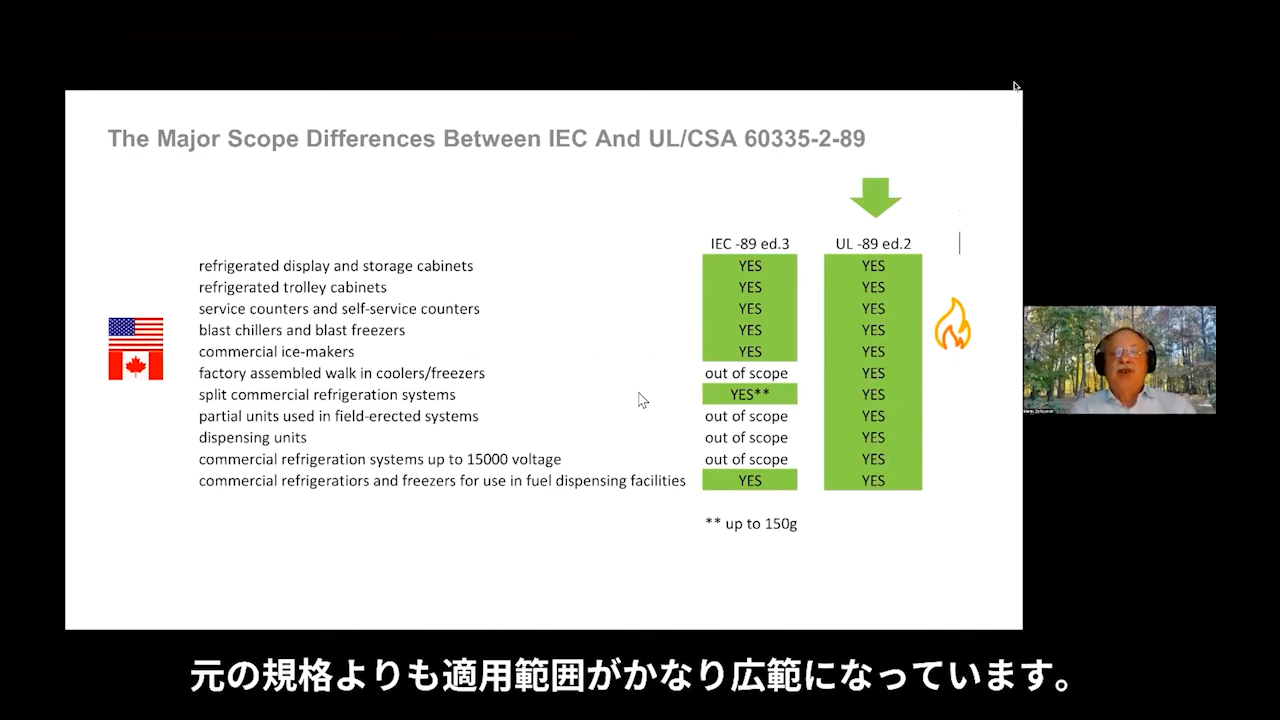 The Major Scope Differences Between IEC And UL/CSA 60335-2-89
IEC -89 ed.3 UL -89 ed.2
refrigerated display and storage cabinets YES YES
refrigerated trolley cabinets YES YES
service counters and self-service counters YES YES
blast chillers and blast freezers YES YES
commercial ice-makers YES YES
factory assembled walk in coolers/freezers out of scope YES
split commercial refrigeration systems YES** YES
partial units used in field-erected systems out of scope YES
dispensing units out of scope YES
commercial refrigeration systems up to 15000 voltage out of scope YES
commercial refrigeratiors and freezers for use in fuel dispensing facilities YES YES
** up to 150g
元の規格よりも適用範囲がかなり広範になっています。